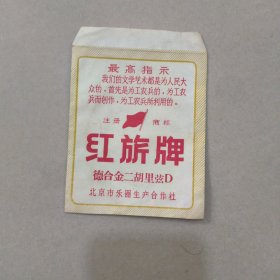 最高指示
我们的文学艺术都是为人民大
众的，首先是为工农兵的，为工农
兵而创作，为工农兵所利用的。
注册 商标
红旗牌
德合金二胡里弦D
北京市乐器生产合作社